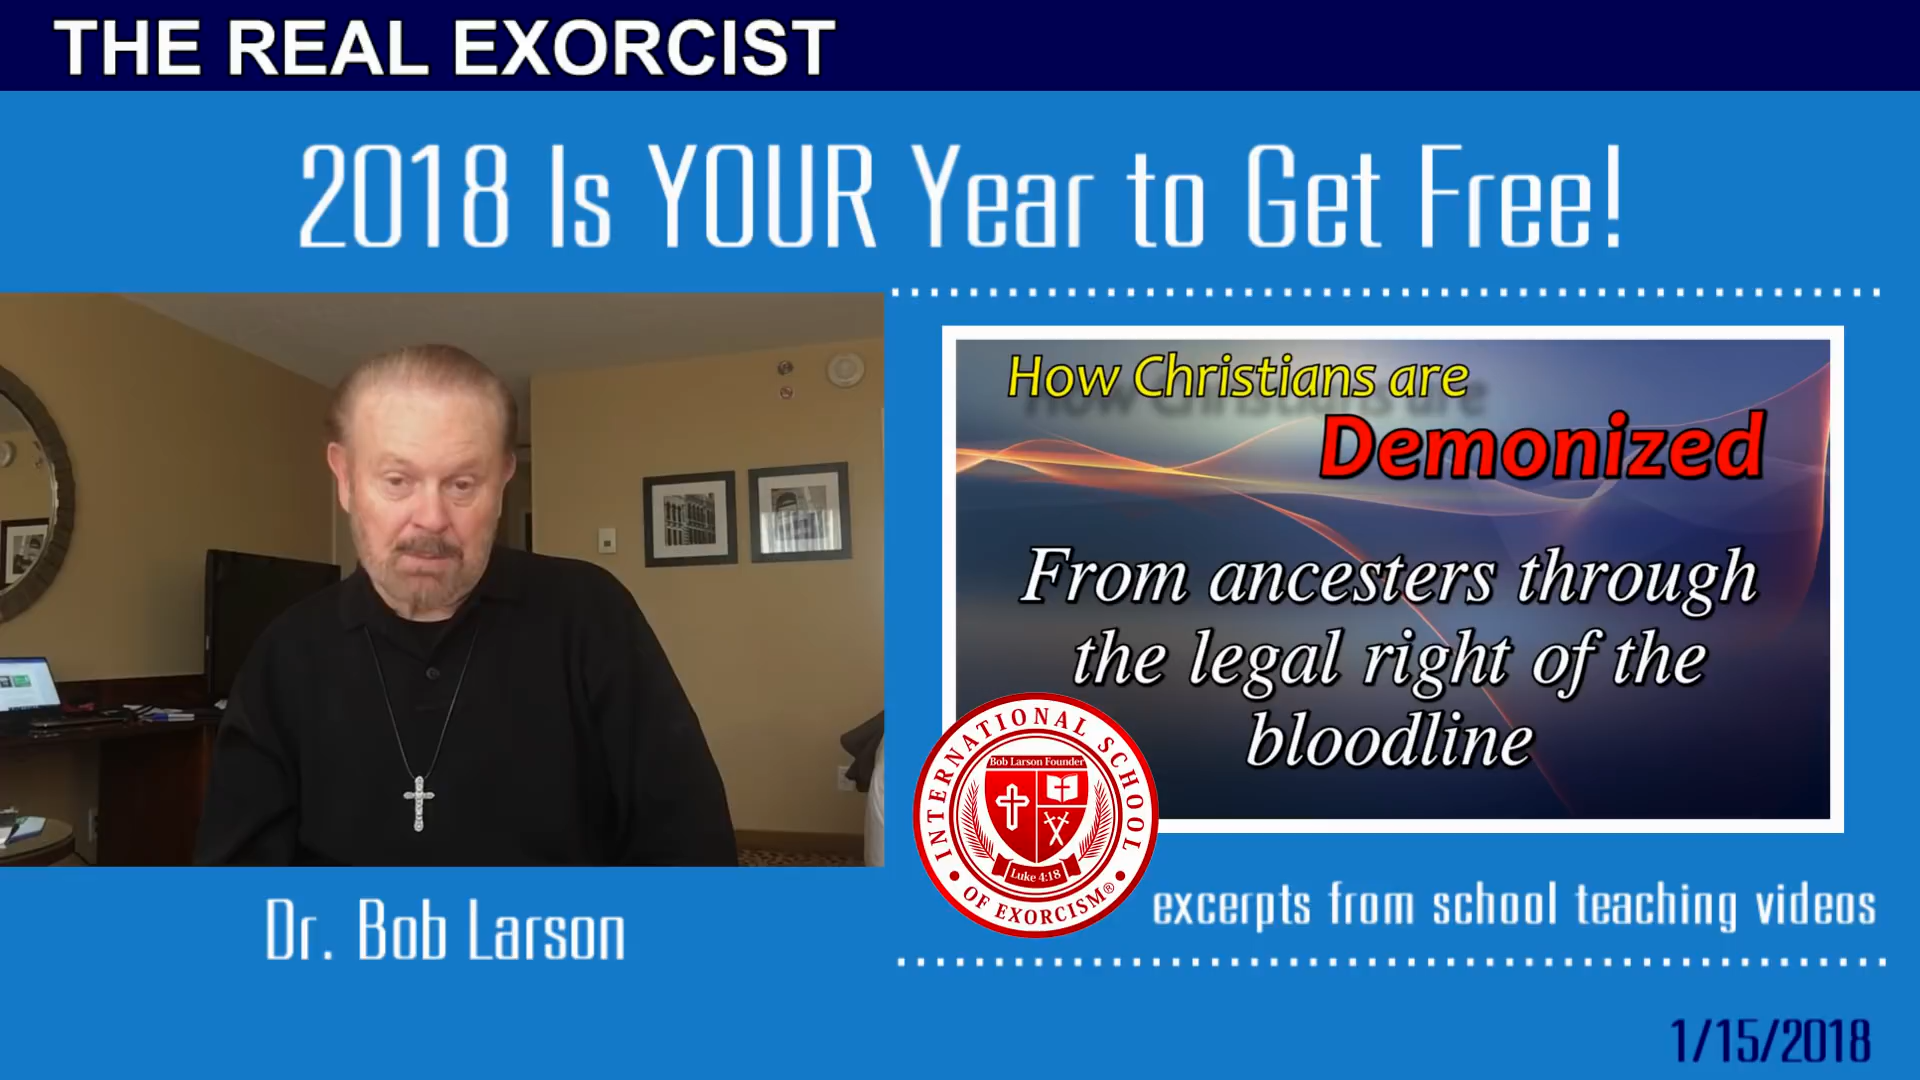 THE REAL EXORCIST
2018 Is YOUR Year to Get Free!
How Christians are
Demonized
From ancesters through
the legal right of the
bloodline
INTERNATIONAL SCHOOL
Bob Larson Founder
Luke 4:18
OF EXORCISM®
excerpts from school teaching videos
Dr. Bob Larson
1/15/2018